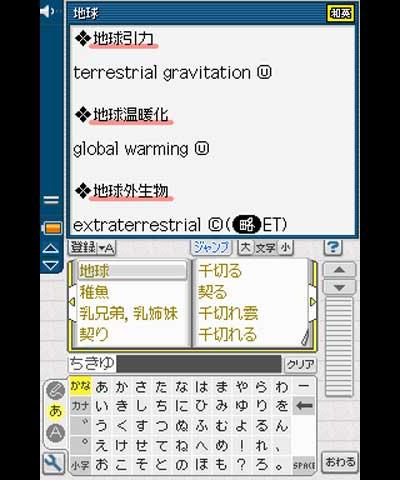 地球
和英
❖地球引力
terrestrial gravitation Ⓤ
❖地球温暖化
global warming Ⓤ
❖地球外生物
extraterrestrial Ⓒ(略ET)
登録▾A
ジャンプ
大 文字 小
?
地球 千切る
稚魚 契る
乳兄弟, 乳姉妹 千切れ雲
契り 千切れる
ちきゆ
クリア
かな あかさたなはまやらわー
あ カナ いきしちにひみゆりを←
゛ うくすつぬふむよるん
A ゜ えけせてねへめ!れ、
小字 おこそとのほも?ろ。 SPACE
おわる